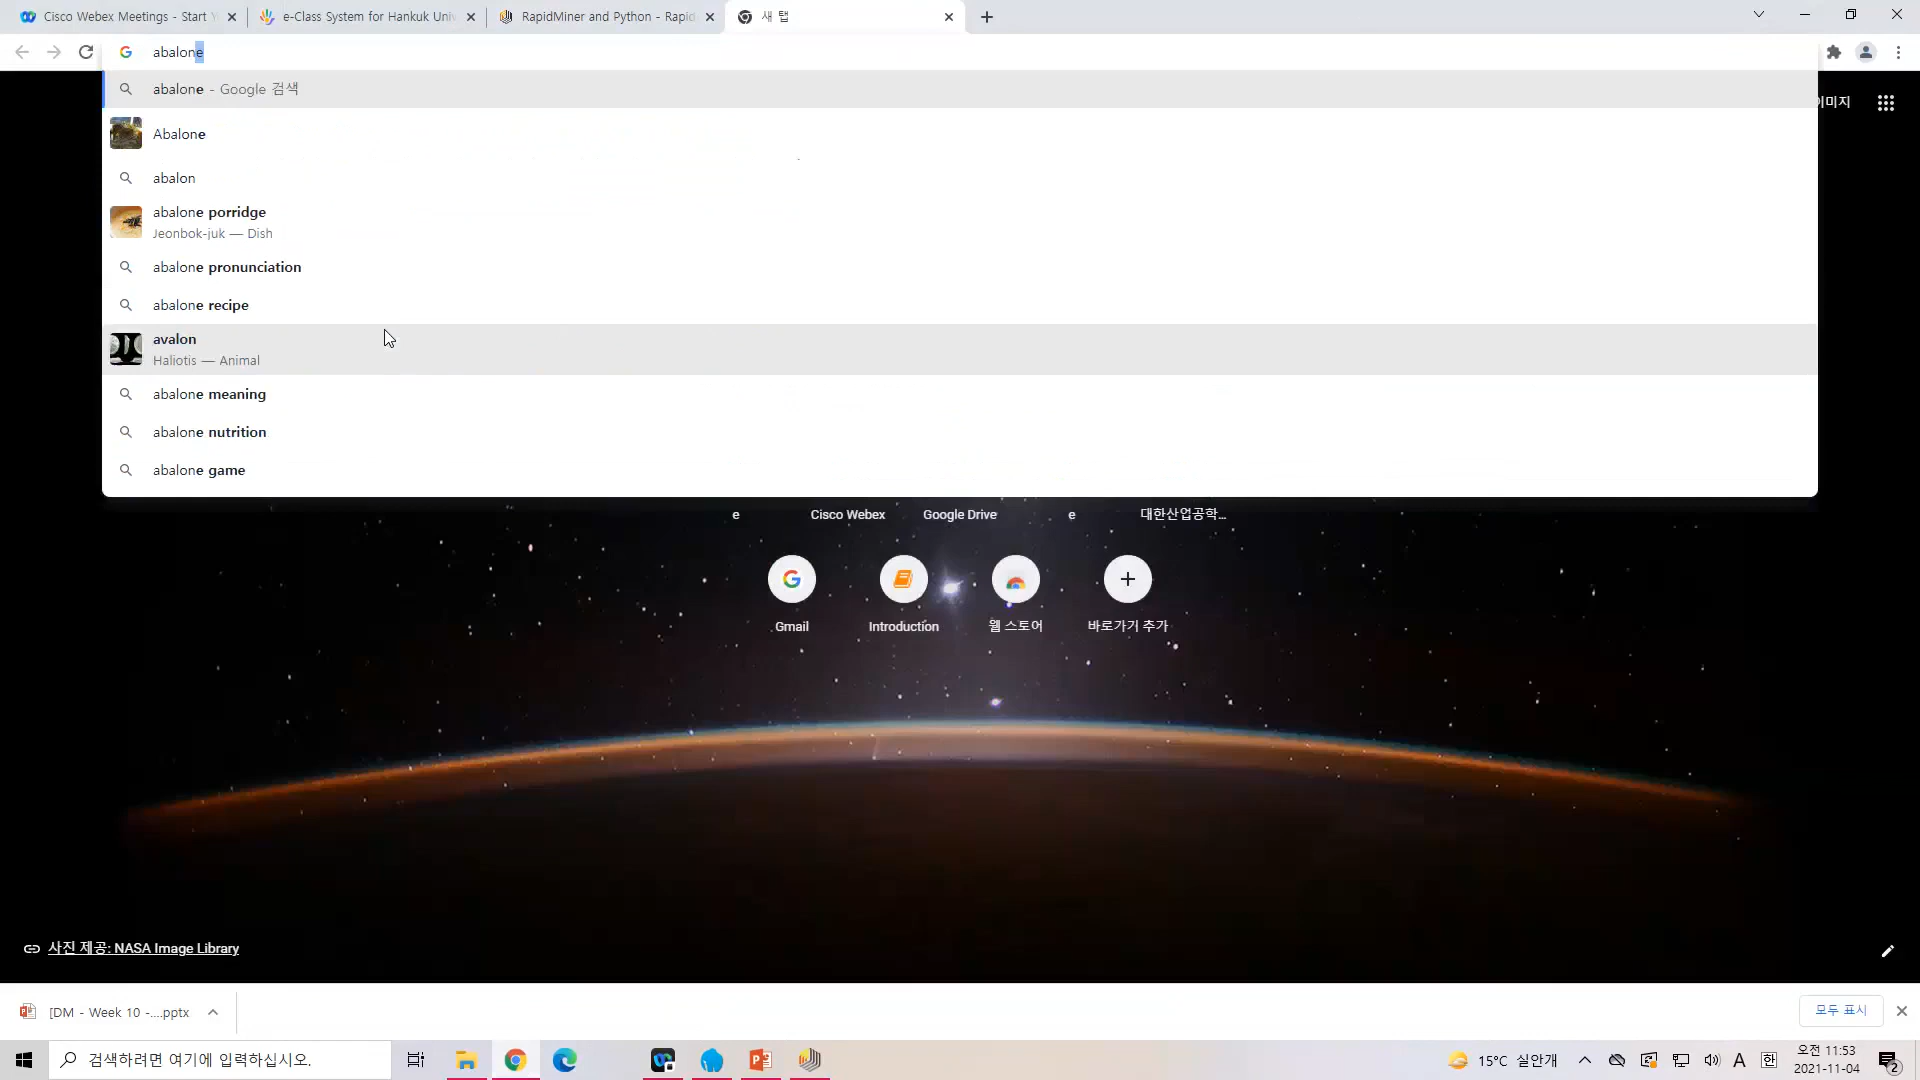 Cisco Webex Meetings - Start Y
e-Class System for Hankuk Univ
RapidMiner and Python - Rapid
새 탭
abalone
abalone - Google 검색
이미지
Abalone
abalon
abalone porridge
Jeonbok-juk — Dish
abalone pronunciation
abalone recipe
avalon
Haliotis — Animal
abalone meaning
abalone nutrition
abalone game
e
Cisco Webex
Google Drive
e
대한산업공학...
Gmail
Introduction
웹 스토어
바로가기 추가
사진 제공: NASA Image Library
[DM - Week 10 -....pptx
모두 표시
검색하려면 여기에 입력하십시오.
15°C 실안개
A
한
오전 11:53
2021-11-04
2